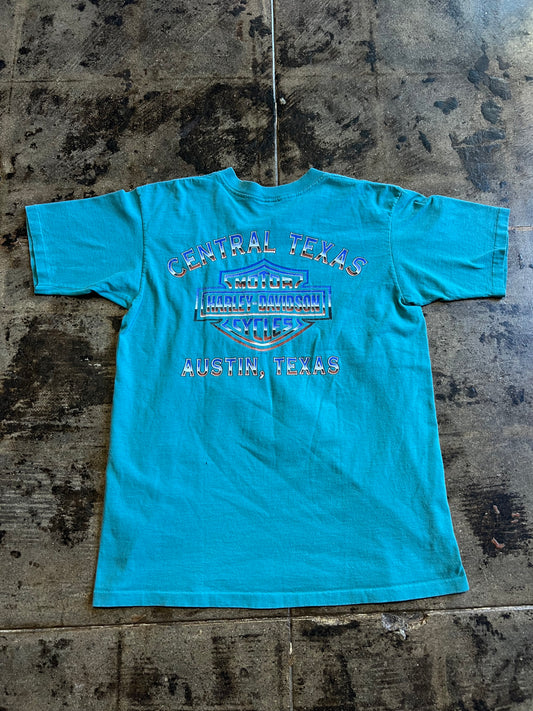 CENTRAL TEXAS
MOTOR
HARLEY-DAVIDSON
CYCLES
AUSTIN, TEXAS